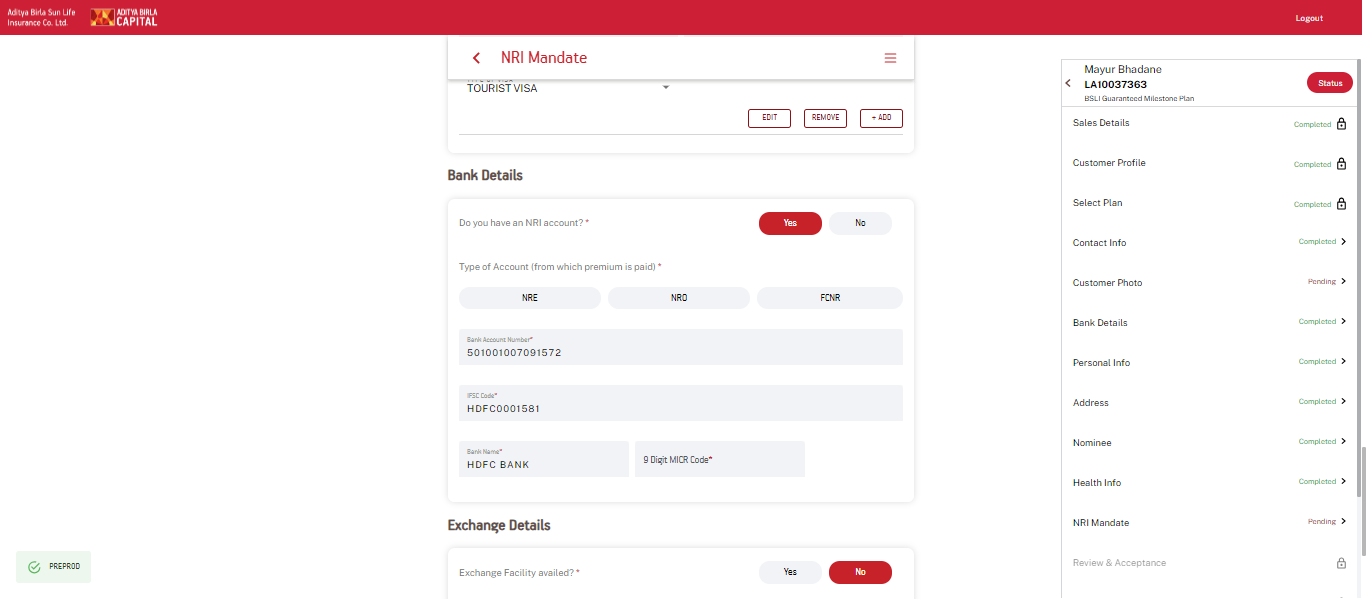 Aditya Birla Sun Life
Insurance Co. Ltd.
ADITYA BIRLA
CAPITAL
Logout
NRI Mandate
TYPE OF VISA
TOURIST VISA
EDIT
REMOVE
+ ADD
Bank Details
Do you have an NRI account? *
Yes
No
Type of Account (from which premium is paid) *
NRE
NRO
FCNR
Bank Account Number*
501001007091572
IFSC Code*
HDFC0001581
Bank Name*
HDFC BANK
9 Digit MICR Code*
Exchange Details
Exchange Facility availed? *
Yes
No
PREPROD
Mayur Bhadane
LA10037363
BSLI Guaranteed Milestone Plan
Status
Sales Details
Completed
Customer Profile
Completed
Select Plan
Completed
Contact Info
Completed
Customer Photo
Pending
Bank Details
Completed
Personal Info
Completed
Address
Completed
Nominee
Completed
Health Info
Completed
NRI Mandate
Pending
Review & Acceptance